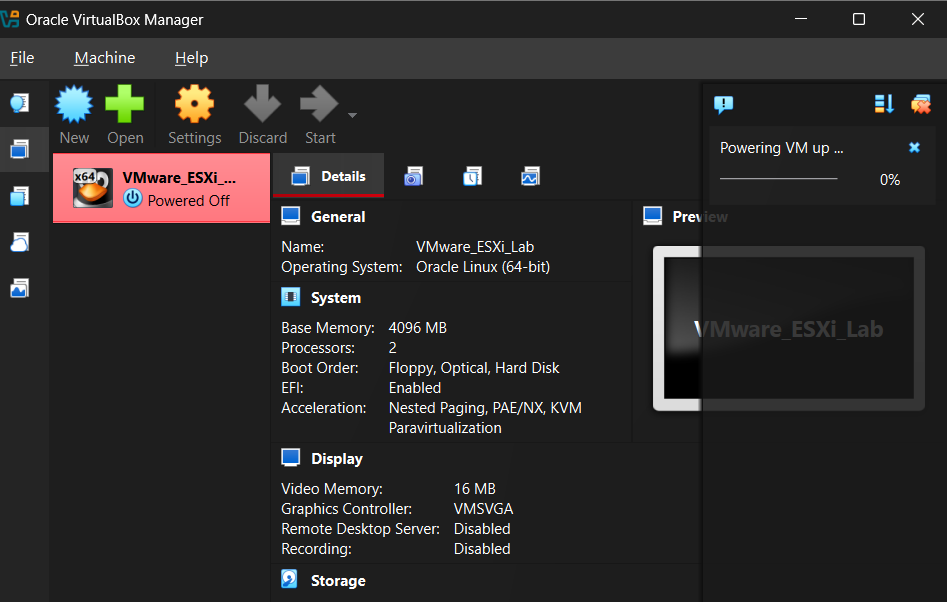 Oracle VirtualBox Manager
File Machine Help
New Open Settings Discard Start
x64
VMware_ESXi_...
Powered Off
Details
General
Name: VMware_ESXi_Lab
Operating System: Oracle Linux (64-bit)
System
Base Memory: 4096 MB
Processors: 2
Boot Order: Floppy, Optical, Hard Disk
EFI: Enabled
Acceleration: Nested Paging, PAE/NX, KVM
Paravirtualization
Display
Video Memory: 16 MB
Graphics Controller: VMSVGA
Remote Desktop Server: Disabled
Recording: Disabled
Storage
Powering VM up ...
0%
Preview
VMware_ESXi_Lab